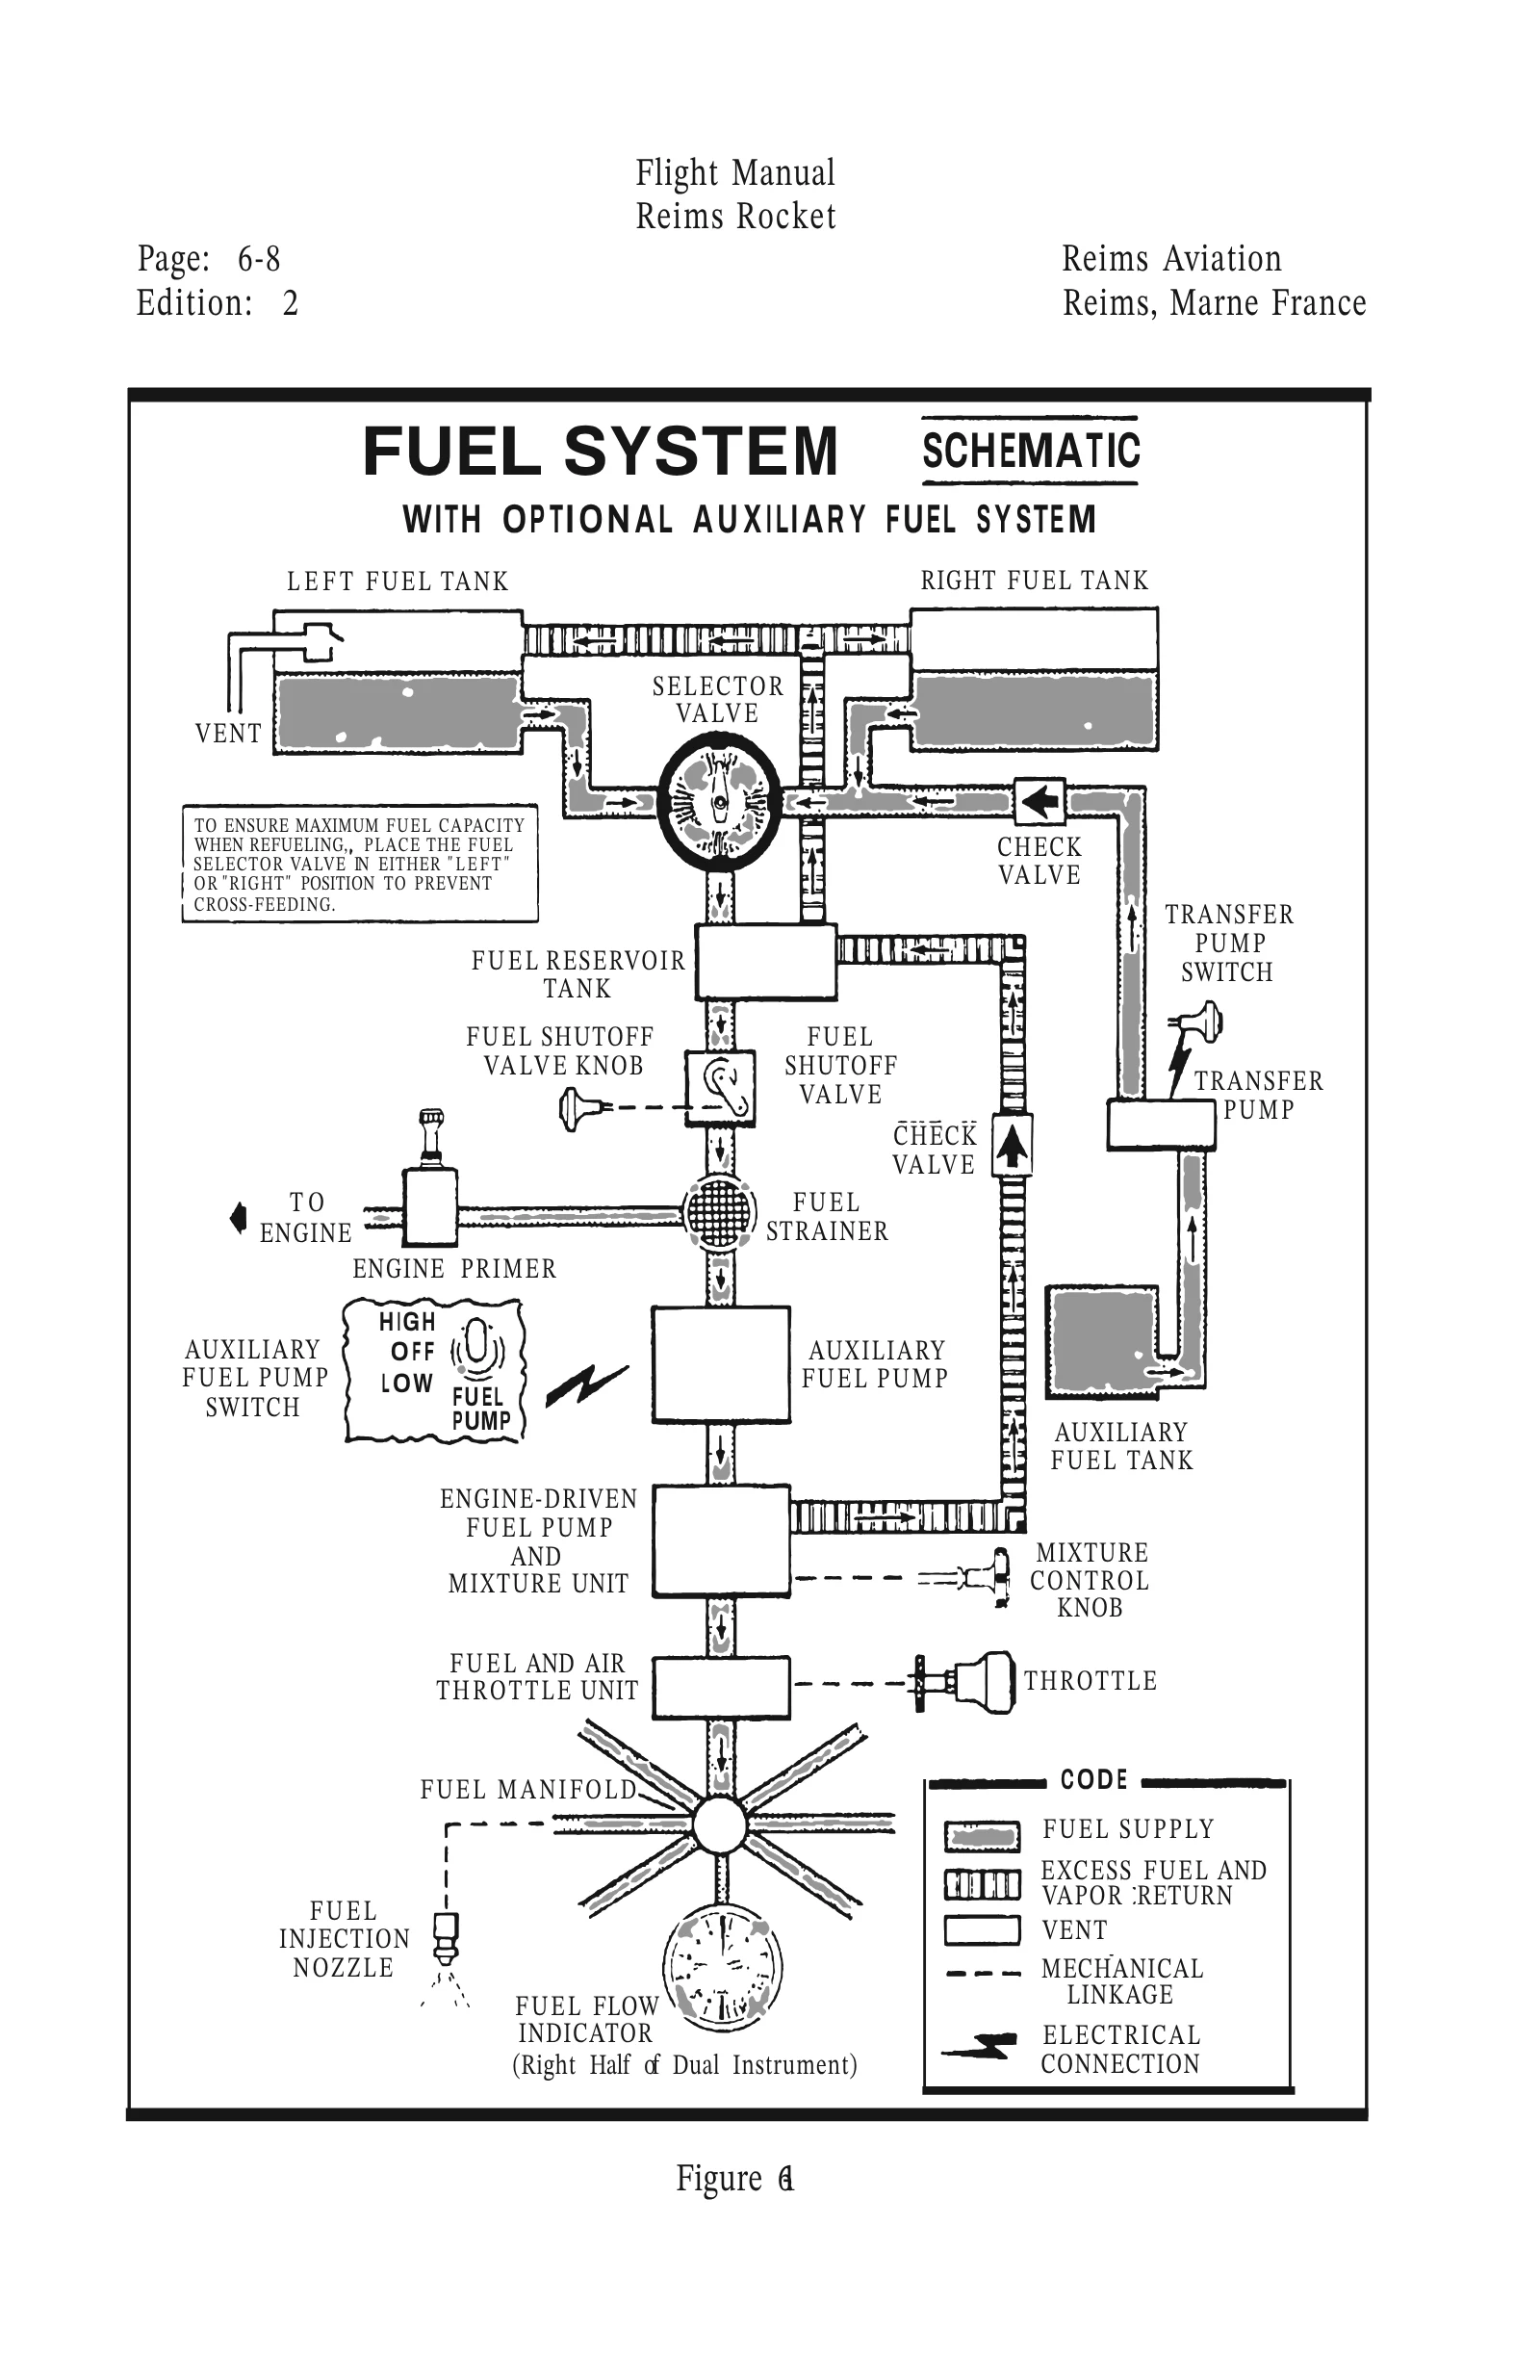 Flight Manual
Reims Rocket
Page: 6-8
Edition: 2
Reims Aviation
Reims, Marne France
FUEL SYSTEM
SCHEMATIC
WITH OPTIONAL AUXILIARY FUEL SYSTEM
LEFT FUEL TANK
RIGHT FUEL TANK
SELECTOR
VALVE
VENT
TO ENSURE MAXIMUM FUEL CAPACITY
WHEN REFUELING,, PLACE THE FUEL
SELECTOR VALVE IN EITHER "LEFT"
OR "RIGHT" POSITION TO PREVENT
CROSS-FEEDING.
CHECK
VALVE
TRANSFER
PUMP
SWITCH
FUEL RESERVOIR
TANK
FUEL SHUTOFF
VALVE KNOB
FUEL
SHUTOFF
VALVE
TRANSFER
PUMP
CHECK
VALVE
TO
ENGINE
FUEL
STRAINER
ENGINE PRIMER
AUXILIARY
FUEL PUMP
SWITCH
HIGH
OFF
LOW
FUEL
PUMP
AUXILIARY
FUEL PUMP
AUXILIARY
FUEL TANK
ENGINE-DRIVEN
FUEL PUMP
AND
MIXTURE UNIT
MIXTURE
CONTROL
KNOB
FUEL AND AIR
THROTTLE UNIT
THROTTLE
FUEL MANIFOLD
FUEL
INJECTION
NOZZLE
FUEL FLOW
INDICATOR
(Right Half of Dual Instrument)
CODE
FUEL SUPPLY
EXCESS FUEL AND
VAPOR :RETURN
VENT
MECHANICAL
LINKAGE
ELECTRICAL
CONNECTION
Figure 6-1